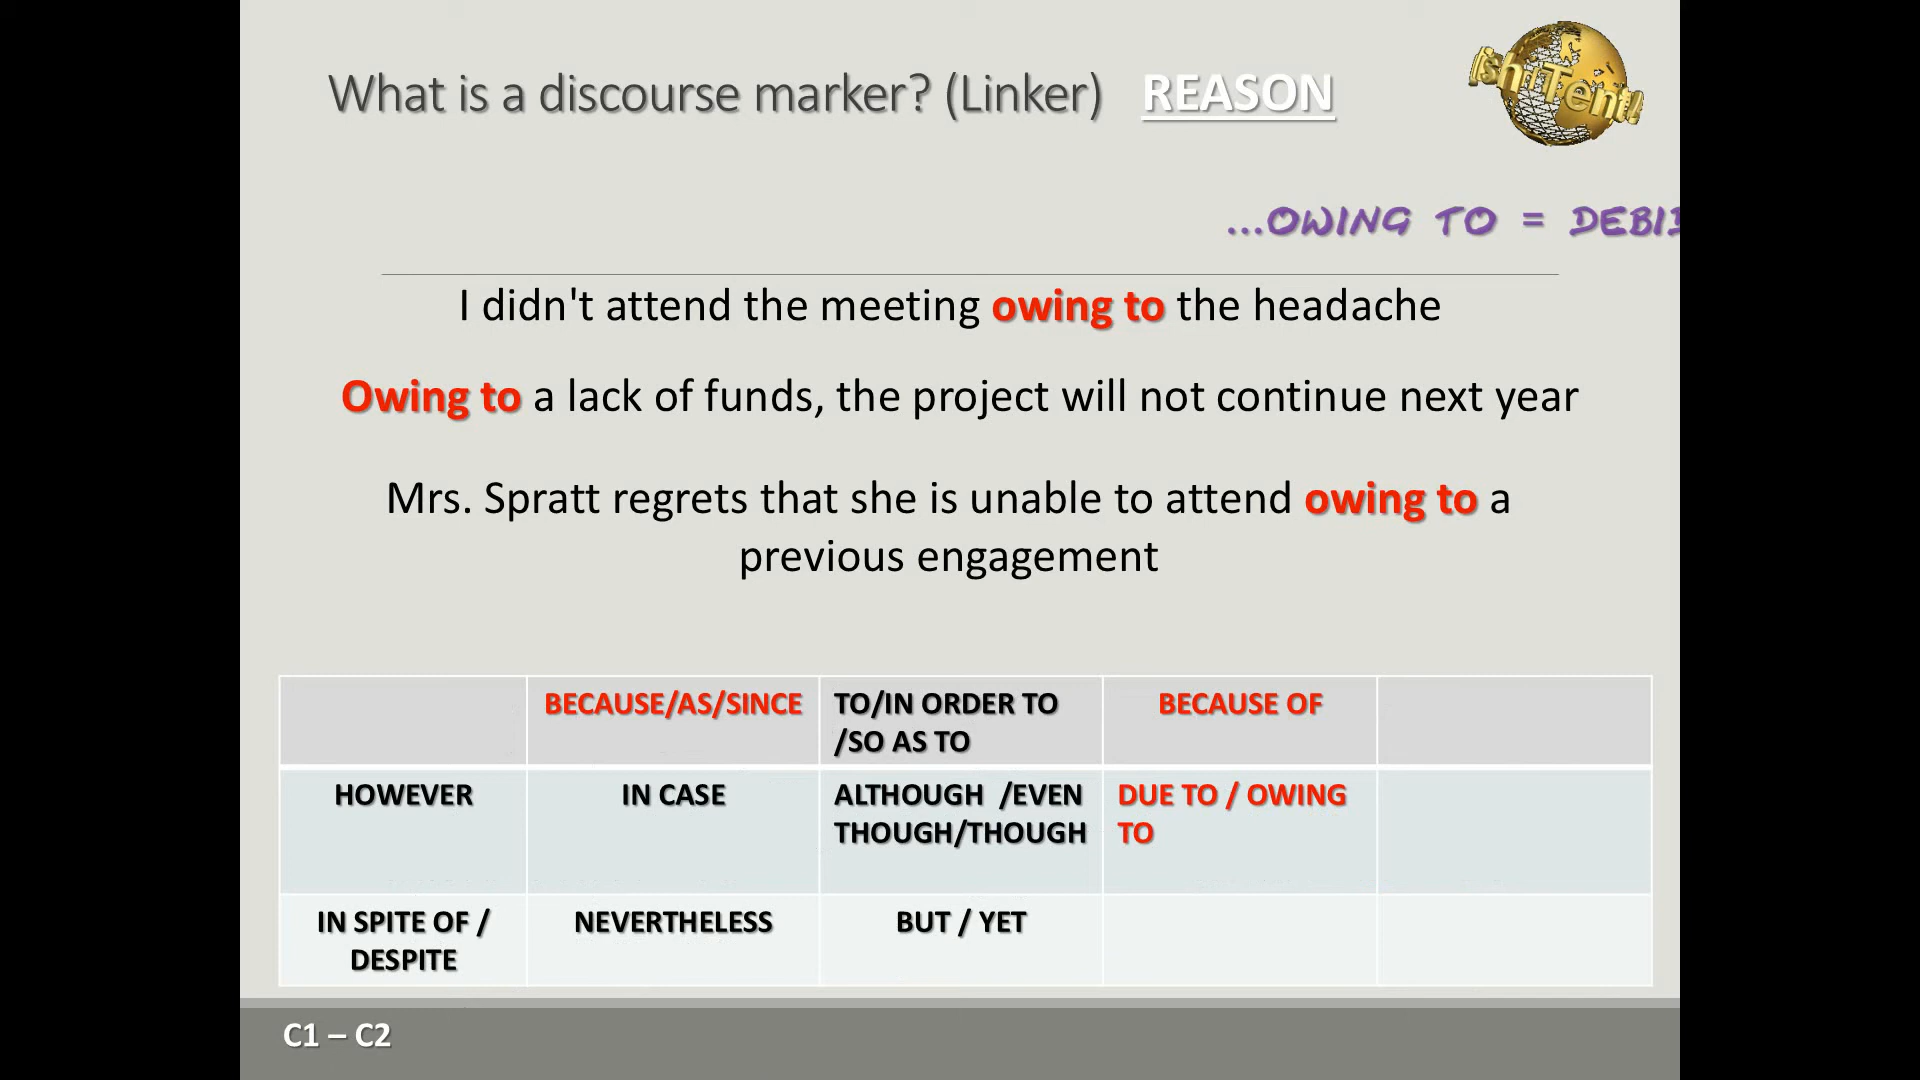 What is a discourse marker? (Linker) REASON
...OWING TO = 
I didn't attend the meeting owing to the headache
Owing to a lack of funds, the project will not continue next year
Mrs. Spratt regrets that she is unable to attend owing to a
previous engagement
BECAUSE/AS/SINCE
TO/IN ORDER TO
/SO AS TO
BECAUSE OF
HOWEVER
IN CASE
ALTHOUGH /EVEN
THOUGH/THOUGH
DUE TO / OWING
TO
IN SPITE OF /
DESPITE
NEVERTHELESS
BUT / YET
C1 – C2